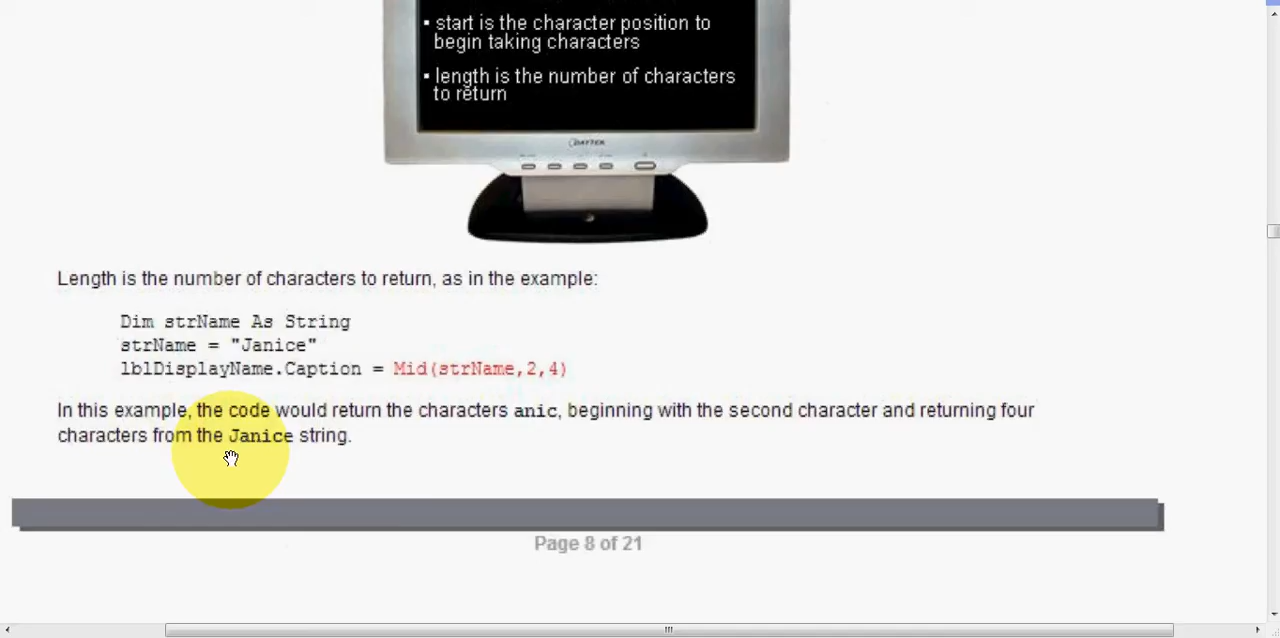 ▪ start is the character position to
begin taking characters
▪ length is the number of characters
to return
DAYTEK
Length is the number of characters to return, as in the example:
Dim strName As String
strName = "Janice"
lblDisplayName.Caption = Mid(strName,2,4)
In this example, the code would return the characters anic, beginning with the second character and returning four
characters from the Janice string.
Page 8 of 21